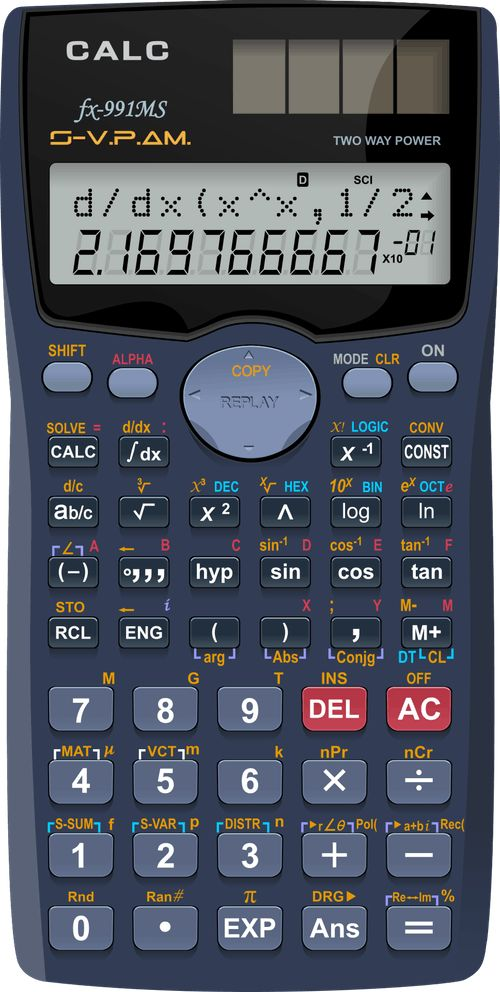 CALC
fx-991MS
S-V.P.AM.
TWO WAY POWER
D SCI
d/dx(x^x,1/2
2.169766667 x10 -01
SHIFT ALPHA COPY MODE CLR ON
REPLAY
SOLVE = d/dx : X! LOGIC CONV
CALC ∫dx x -1 CONST
d/c ³√ X³ DEC ˣ√ HEX 10ˣ BIN eˣ OCT e
ab/c √ x 2 ∧ log ln
∠ A ← B C sin-1 D cos-1 E tan-1 F
(−) °,,, hyp sin cos tan
STO ← i X ; Y M- M
RCL ENG ( ) , M+
arg Abs Conjg DT CL
M G T INS OFF
7 8 9 DEL AC
MAT μ VCT m k nPr nCr
4 5 6 × ÷
S-SUM f S-VAR p DISTR n ▶r∠θ Pol( ▶a+bi Rec(
1 2 3 + −
Rnd Ran# π DRG▶ Re↔Im %
0 • EXP Ans =